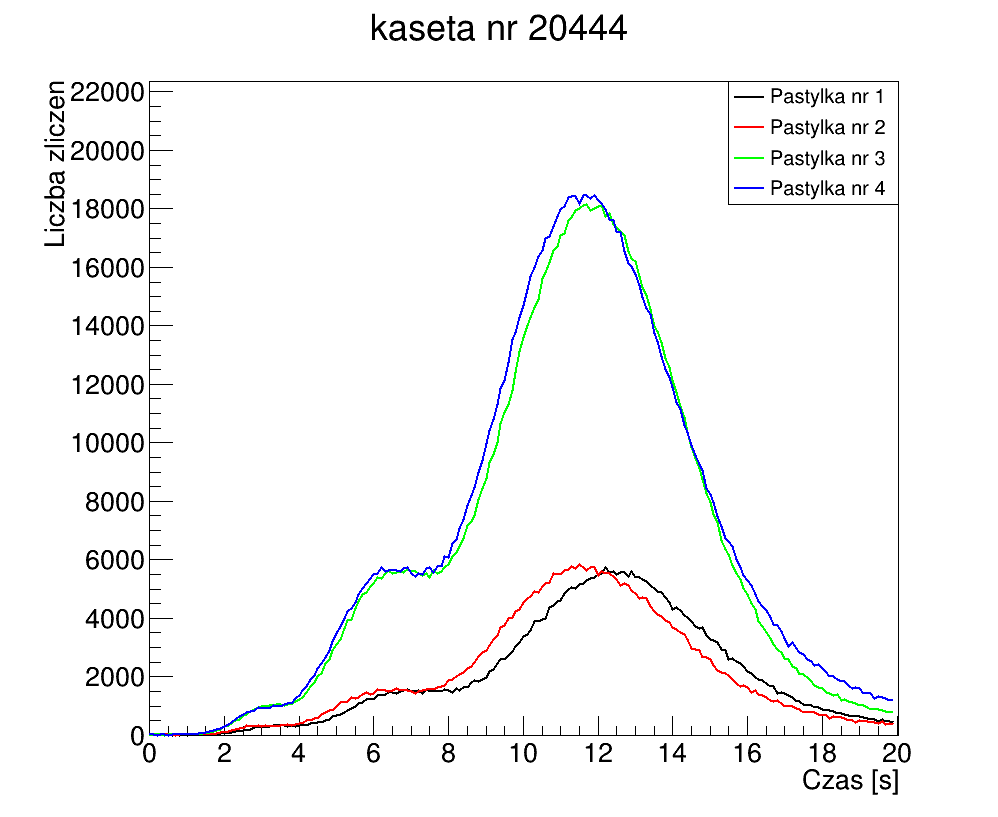 kaseta nr 20444
Liczba zliczen
22000
20000
18000
16000
14000
12000
10000
8000
6000
4000
2000
0
Pastylka nr 1
Pastylka nr 2
Pastylka nr 3
Pastylka nr 4
0 2 4 6 8 10 12 14 16 18 20
Czas [s]